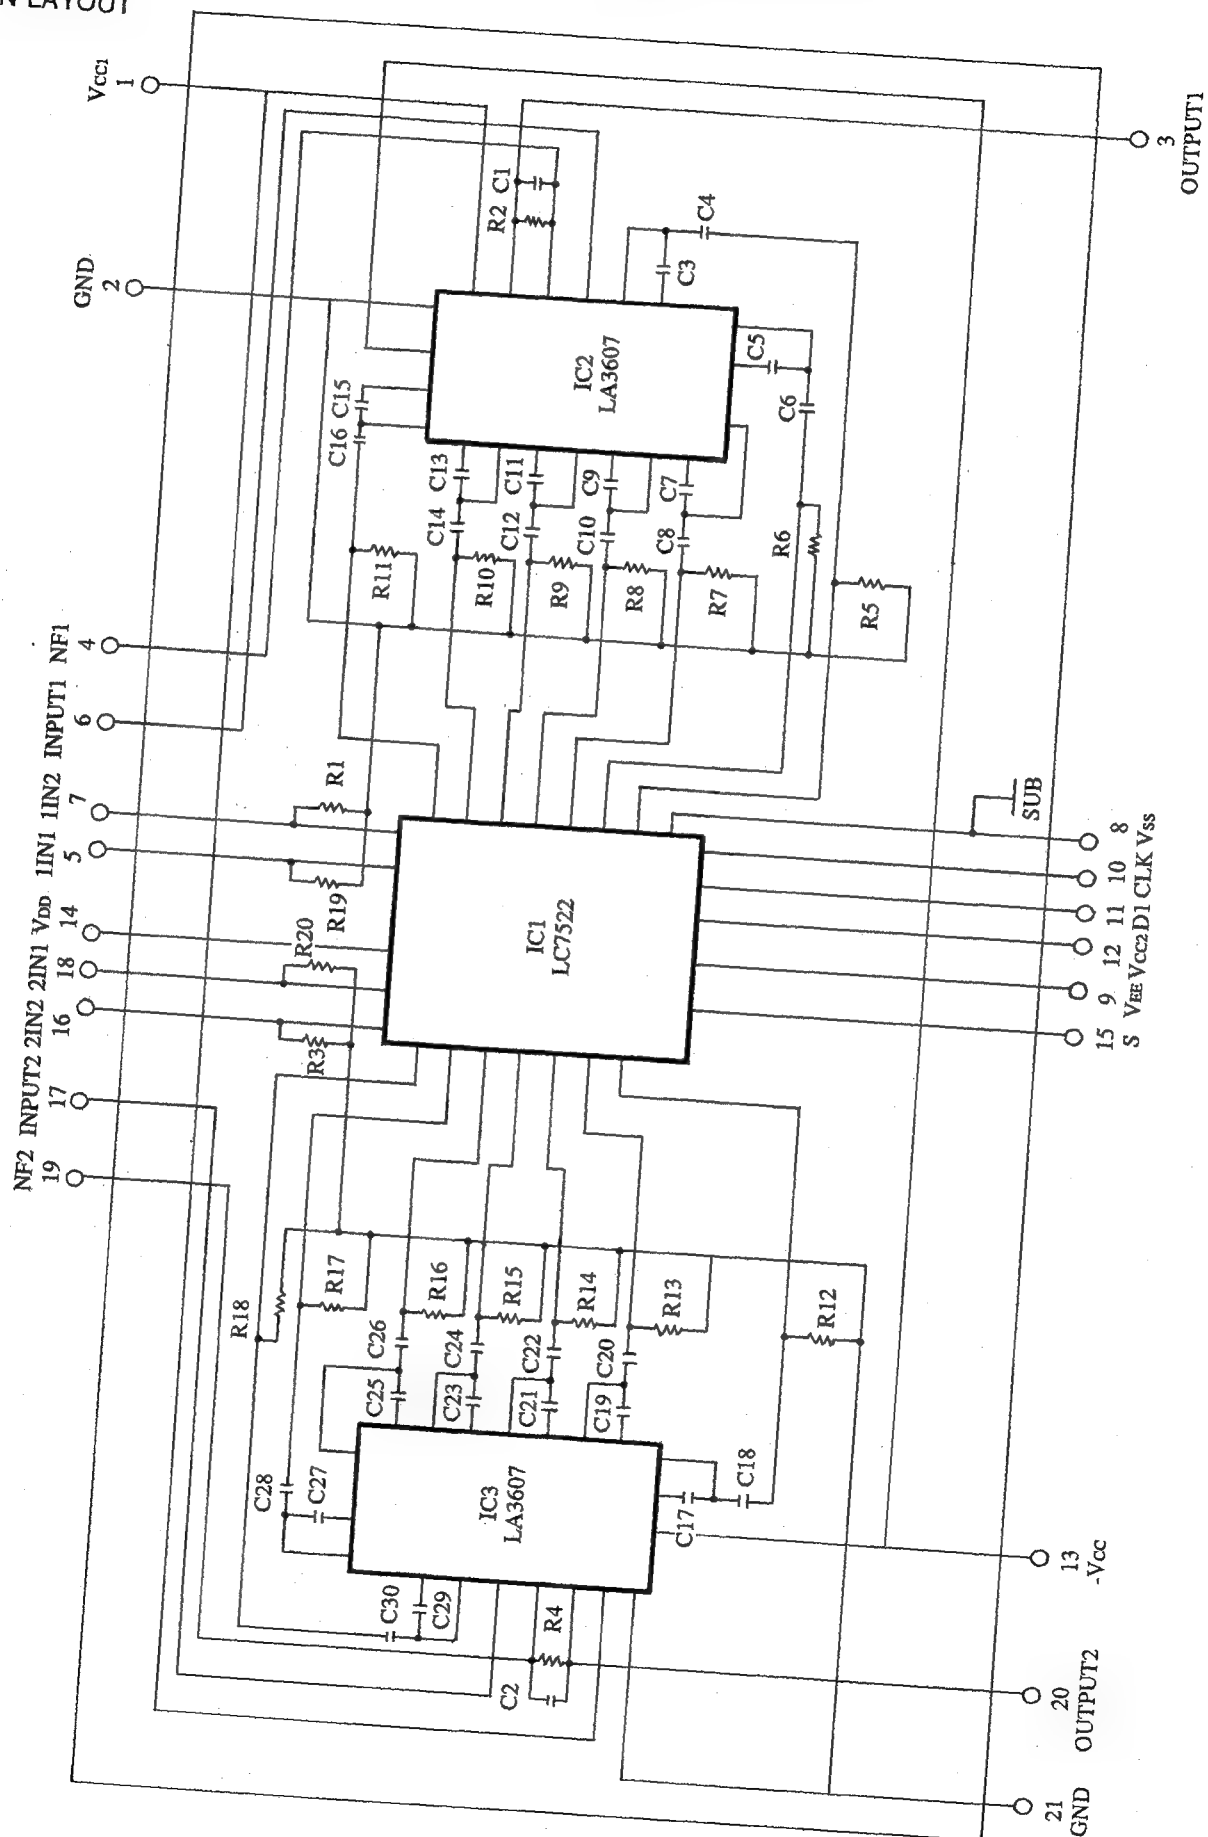 N LAYOUT
Vcc1
1
GND
2
NF1
4
INPUT1
6
1IN2
7
1IN1
5
VDD
14
2IN1
18
2IN2
16
INPUT2
17
NF2
19
OUTPUT1
3
SUB
8
Vss
10
CLK
11
D1
12
Vcc2
9
VEE
15
S
13
-Vcc
20
OUTPUT2
21
GND
C1
R2
C4
C3
IC2
LA3607
C5
C6
C15
C16
C13
C11
C9
C7
C14
C12
C10
C8
R6
R11
R10
R9
R8
R7
R5
R1
R19
R20
R3
IC1
LC7522
R18
R17
R16
R15
R14
R13
R12
C26
C24
C22
C20
C25
C23
C21
C19
C28
C27
IC3
LA3607
C17
C18
C30
C29
R4
C2